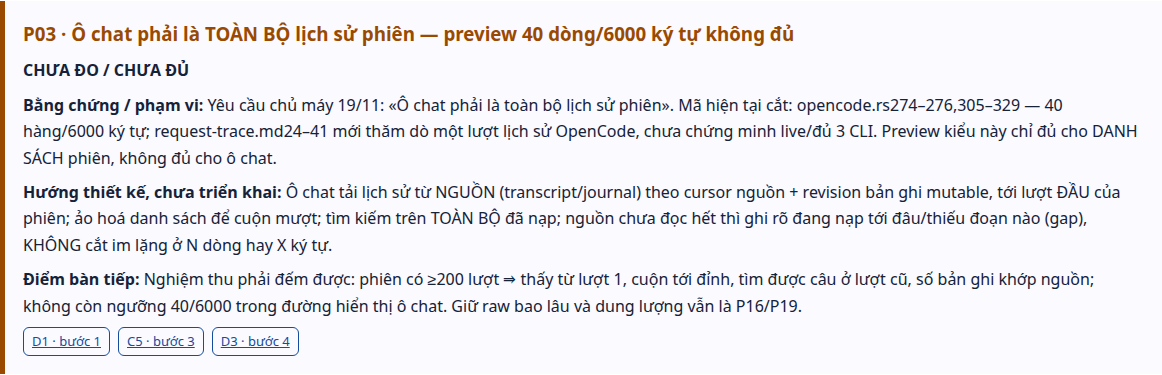 P03 · Ô chat phải là TOÀN BỘ lịch sử phiên — preview 40 dòng/6000 ký tự không đủ
CHƯA ĐO / CHƯA ĐỦ
Bằng chứng / phạm vi: Yêu cầu chủ máy 19/11: «Ô chat phải là toàn bộ lịch sử phiên». Mã hiện tại cắt: opencode.rs274–276,305–329 — 40
hàng/6000 ký tự; request-trace.md24–41 mới thăm dò một lượt lịch sử OpenCode, chưa chứng minh live/đủ 3 CLI. Preview kiểu này chỉ đủ cho DANH
SÁCH phiên, không đủ cho ô chat.
Hướng thiết kế, chưa triển khai: Ô chat tải lịch sử từ NGUỒN (transcript/journal) theo cursor nguồn + revision bản ghi mutable, tới lượt ĐẦU của
phiên; ảo hoá danh sách để cuộn mượt; tìm kiếm trên TOÀN BỘ đã nạp; nguồn chưa đọc hết thì ghi rõ đang nạp tới đâu/thiếu đoạn nào (gap),
KHÔNG cắt im lặng ở N dòng hay X ký tự.
Điểm bàn tiếp: Nghiệm thu phải đếm được: phiên có ≥200 lượt ⇒ thấy từ lượt 1, cuộn tới đỉnh, tìm được câu ở lượt cũ, số bản ghi khớp nguồn;
không còn ngưỡng 40/6000 trong đường hiển thị ô chat. Giữ raw bao lâu và dung lượng vẫn là P16/P19.
D1 · bước 1 C5 · bước 3 D3 · bước 4